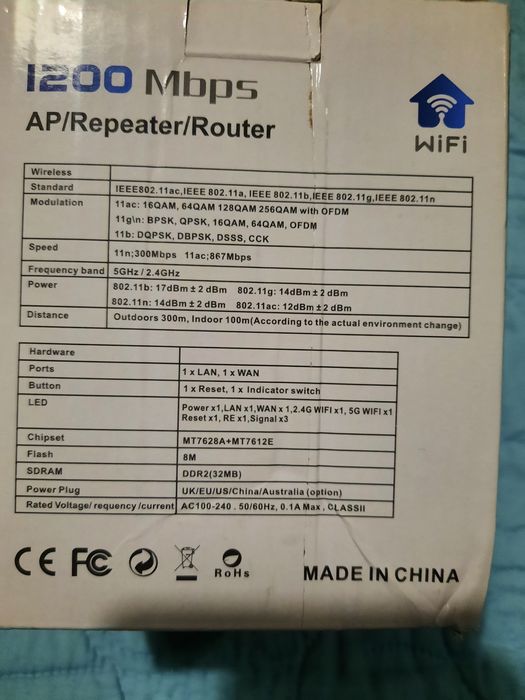 1200 Mbps
AP/Repeater/Router
WiFi
Wireless
Standard IEEE802.11ac,IEEE 802.11a, IEEE 802.11b,IEEE 802.11g,IEEE 802.11n
Modulation 11ac: 16QAM, 64QAM 128QAM 256QAM with OFDM
11g\n: BPSK, QPSK, 16QAM, 64QAM, OFDM
11b: DQPSK, DBPSK, DSSS, CCK
Speed 11n;300Mbps 11ac;867Mbps
Frequency band 5GHz / 2.4GHz
Power 802.11b: 17dBm ± 2 dBm 802.11g: 14dBm ± 2 dBm
802.11n: 14dBm ± 2 dBm 802.11ac: 12dBm ± 2 dBm
Distance Outdoors 300m, Indoor 100m(According to the actual environment change)
Hardware
Ports 1 x LAN, 1 x WAN
Button 1 x Reset, 1 x Indicator switch
LED Power x1,LAN x1,WAN x 1,2.4G WIFI x1, 5G WIFI x1
Reset x1, RE x1,Signal x3
Chipset MT7628A+MT7612E
Flash 8M
SDRAM DDR2(32MB)
Power Plug UK/EU/US/China/Australia (option)
Rated Voltage/ requency /current AC100-240 . 50/60Hz, 0.1A Max , CLASSII
CE FC RoHs MADE IN CHINA